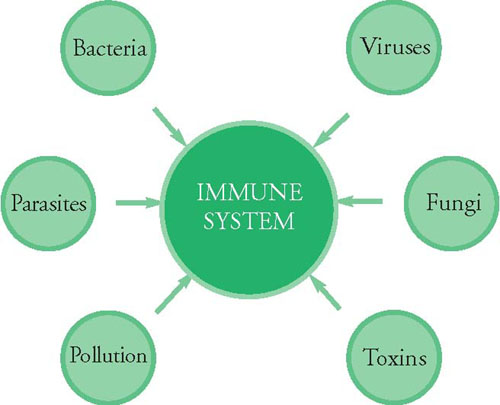 Bacteria
Viruses
Parasites
IMMUNE
SYSTEM
Fungi
Pollution
Toxins